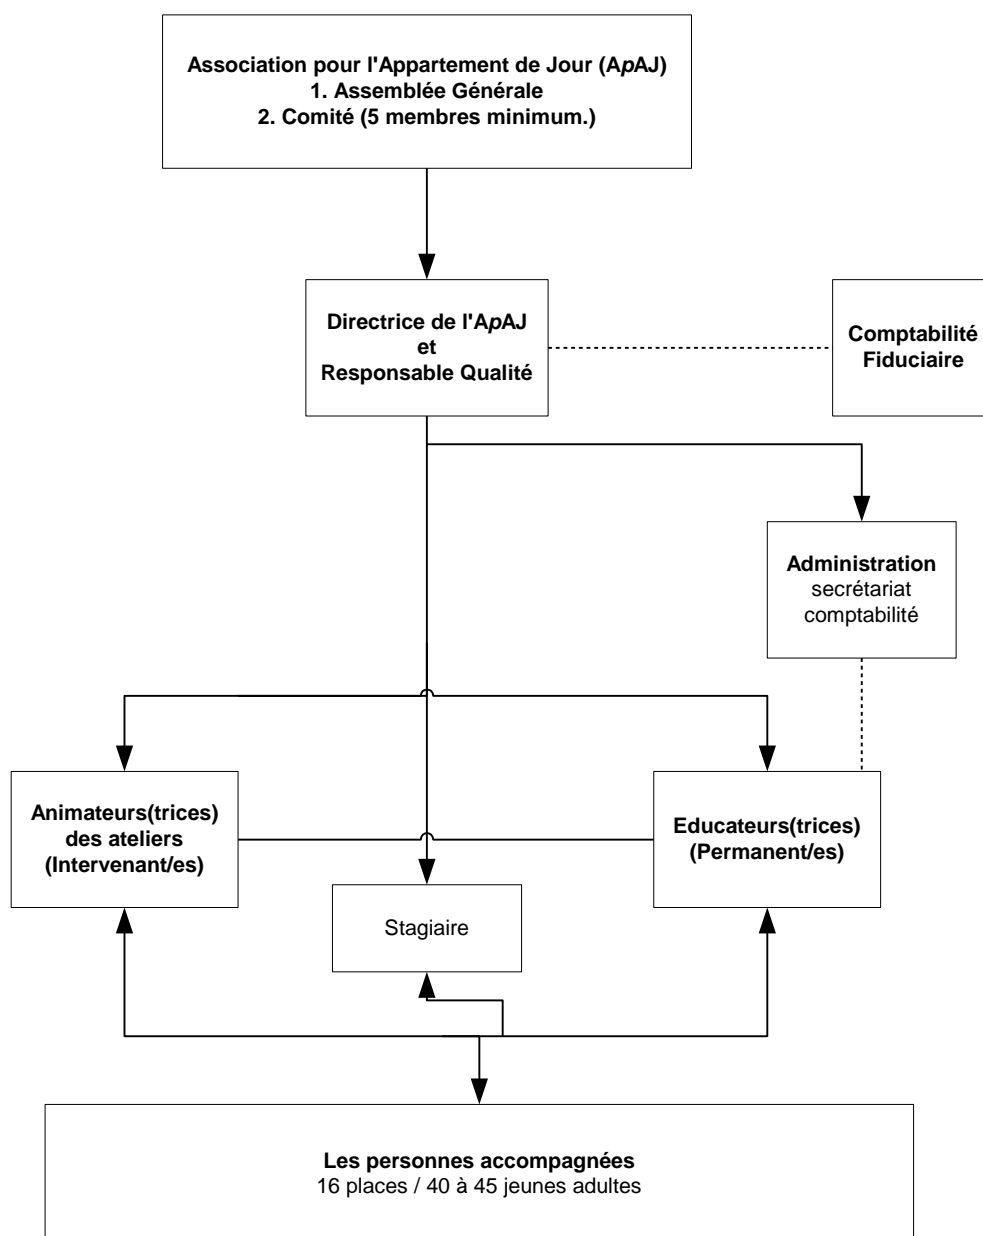 Association pour l'Appartement de Jour (ApAJ)
1. Assemblée Générale
2. Comité (5 membres minimum.)
Directrice de l'ApAJ
et
Responsable Qualité
Comptabilité
Fiduciaire
Administration
secrétariat
comptabilité
Animateurs(trices)
des ateliers
(Intervenant/es)
Educateurs(trices)
(Permanent/es)
Stagiaire
Les personnes accompagnées
16 places / 40 à 45 jeunes adultes